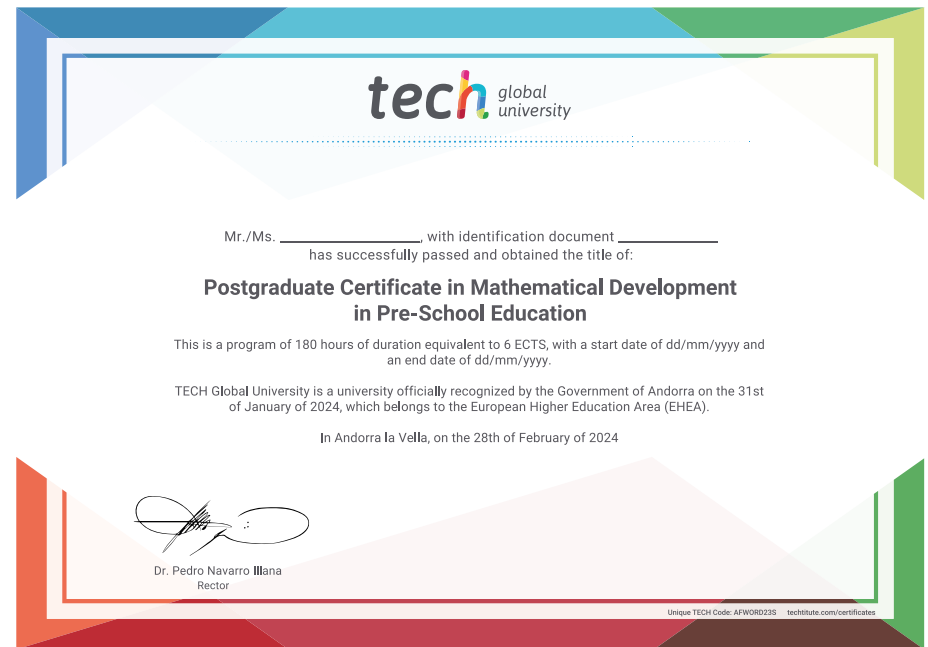 tech global university
Mr./Ms. ____________, with identification document ____________
has successfully passed and obtained the title of:
Postgraduate Certificate in Mathematical Development
in Pre-School Education
This is a program of 180 hours of duration equivalent to 6 ECTS, with a start date of dd/mm/yyyy and
an end date of dd/mm/yyyy.
TECH Global University is a university officially recognized by the Government of Andorra on the 31st
of January of 2024, which belongs to the European Higher Education Area (EHEA).
In Andorra la Vella, on the 28th of February of 2024
Dr. Pedro Navarro Illana
Rector
Unique TECH Code: AFWORD23S techtitute.com/certificates